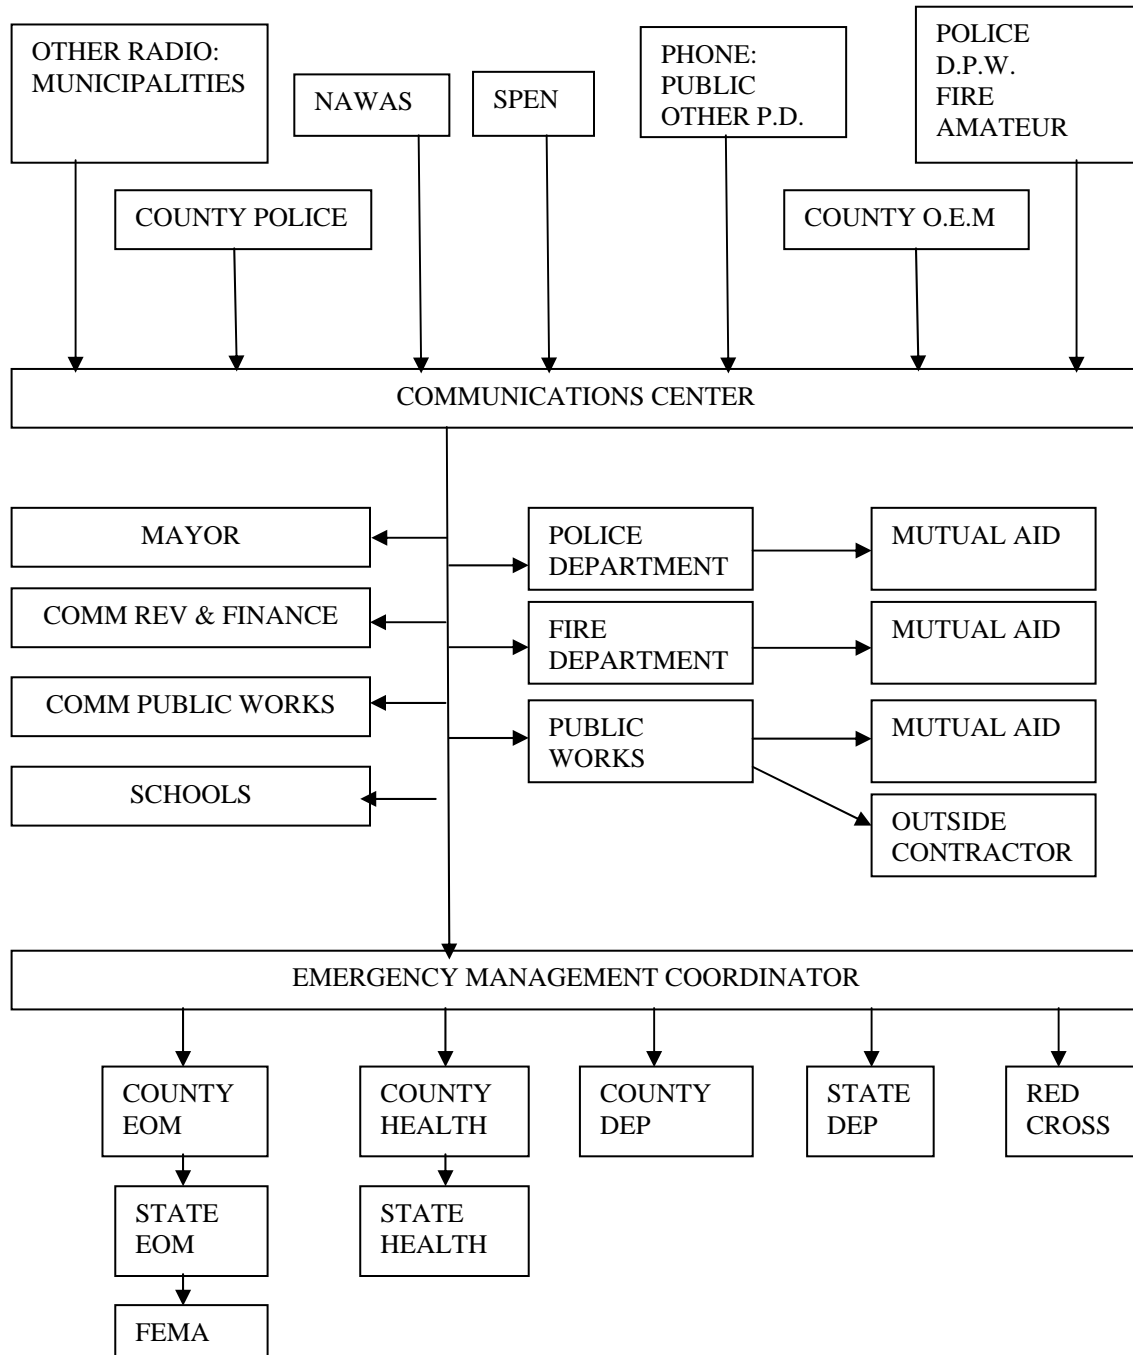 OTHER RADIO:
MUNICIPALITIES
NAWAS
SPEN
PHONE:
PUBLIC
OTHER P.D.
POLICE
D.P.W.
FIRE
AMATEUR
COUNTY POLICE
COUNTY O.E.M
COMMUNICATIONS CENTER
MAYOR
POLICE
DEPARTMENT
MUTUAL AID
COMM REV & FINANCE
FIRE
DEPARTMENT
MUTUAL AID
COMM PUBLIC WORKS
PUBLIC
WORKS
MUTUAL AID
SCHOOLS
OUTSIDE
CONTRACTOR
EMERGENCY MANAGEMENT COORDINATOR
COUNTY
EOM
COUNTY
HEALTH
COUNTY
DEP
STATE
DEP
RED
CROSS
STATE
EOM
STATE
HEALTH
FEMA